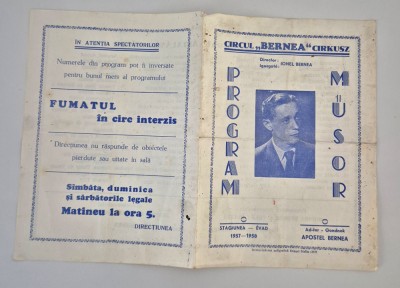 ÎN ATENȚIA SPECTATORILOR
Numerele din program pot fi inversate
pentru bunul mers al programului
FUMATUL
în circ interzis
Direcțiunea nu răspunde de obiectele
pierdute sau uitate în sală
Sîmbăta, duminica
și sărbătorile legale
Matineu la ora 5.
DIRECȚIUNEA
CIRCUL „BERNEA“ CIRKUSZ
Director:
Igazgató: IONEL BERNEA
PROGRAM
MŰSOR
STAGIUNEA — ÉVAD
1957 — 1958
APOSTEL BERNEA